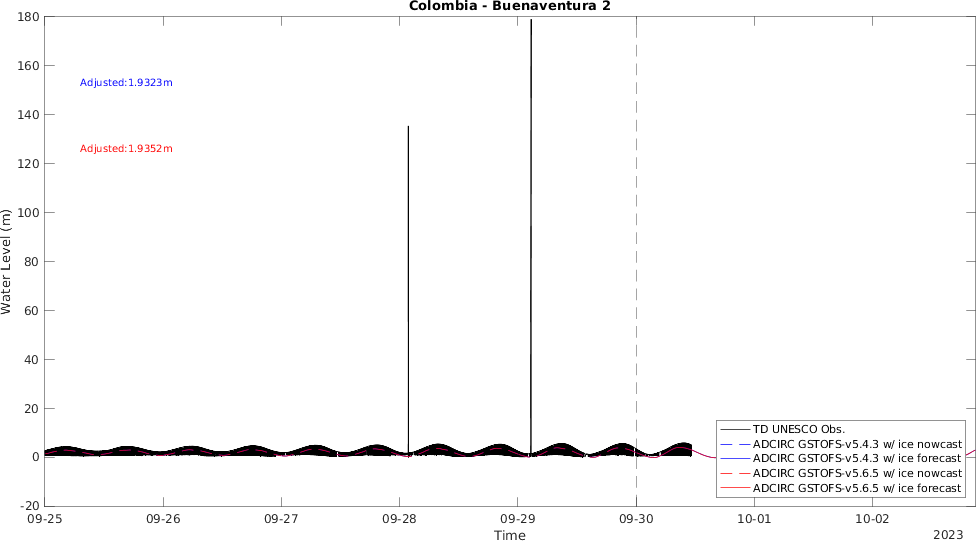 Colombia - Buenaventura 2
180
160
140
120
100
80
60
40
20
0
-20
Water Level (m)
Adjusted:1.9323m
Adjusted:1.9352m
TD UNESCO Obs.
ADCIRC GSTOFS-v5.4.3 w/ ice nowcast
ADCIRC GSTOFS-v5.4.3 w/ ice forecast
ADCIRC GSTOFS-v5.6.5 w/ ice nowcast
ADCIRC GSTOFS-v5.6.5 w/ ice forecast
09-25 09-26 09-27 09-28 09-29 09-30 10-01 10-02
Time
2023